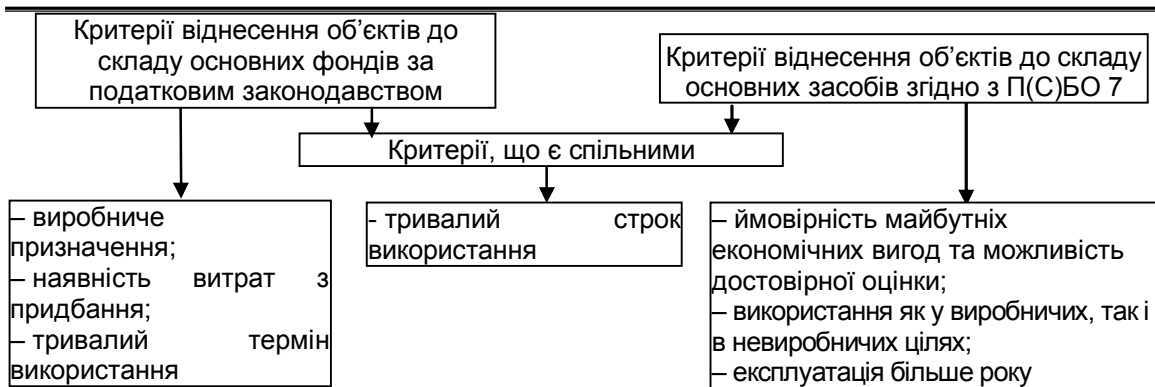 Критерії віднесення об’єктів до
складу основних фондів за
податковим законодавством
Критерії віднесення об’єктів до складу
основних засобів згідно з П(С)БО 7
Критерії, що є спільними
– виробниче
призначення;
– наявність витрат з
придбання;
– тривалий термін
використання
- тривалий строк
використання
– ймовірність майбутніх
економічних вигод та можливість
достовірної оцінки;
– використання як у виробничих, так і
в невиробничих цілях;
– експлуатація більше року